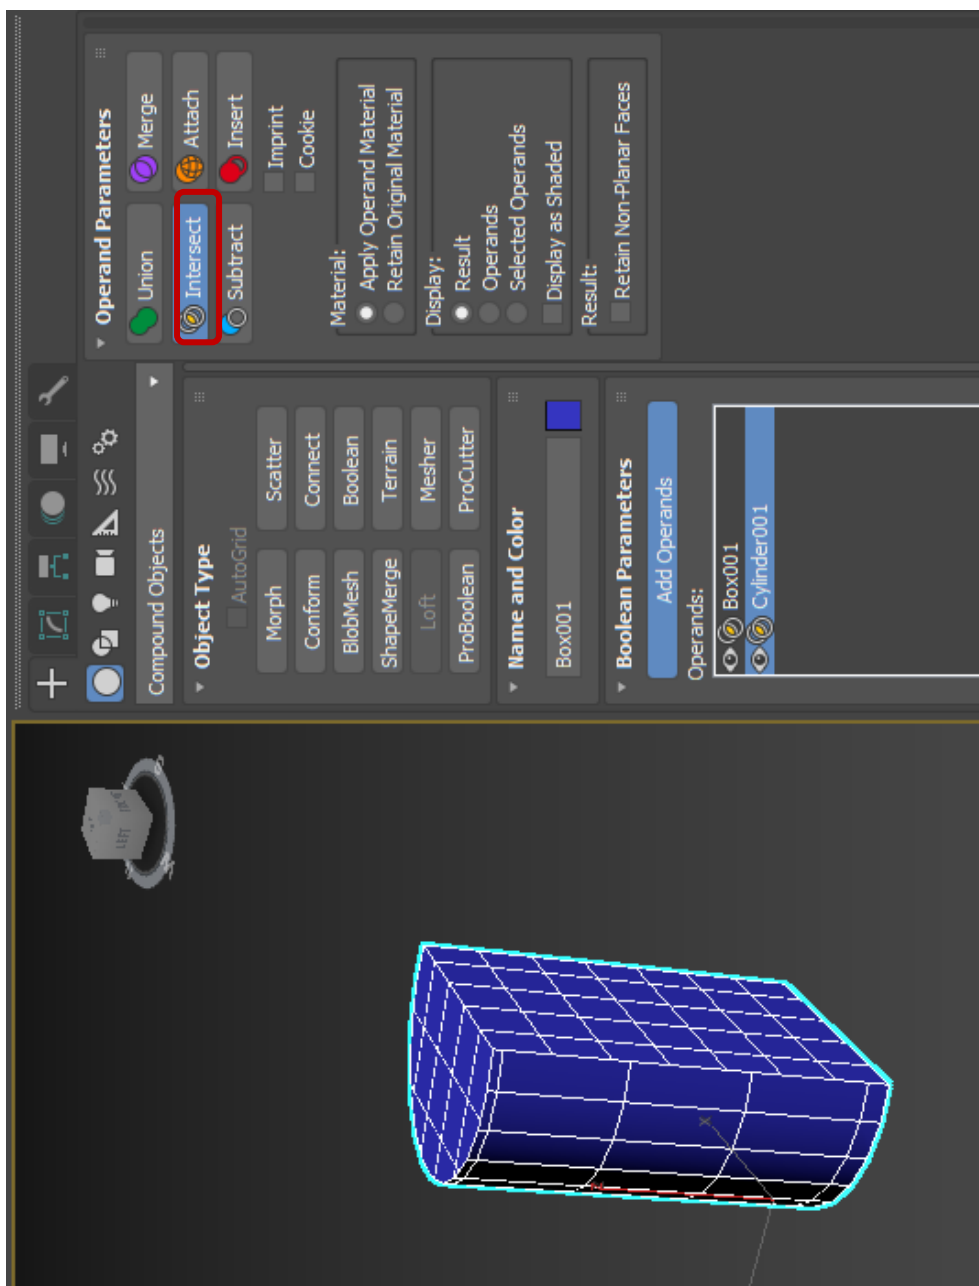 Compound Objects
Object Type
AutoGrid
Morph Scatter
Conform Connect
BlobMesh Boolean
ShapeMerge Terrain
Loft Mesher
ProBoolean ProCutter
Name and Color
Box001
Boolean Parameters
Add Operands
Operands:
Box001
Cylinder001
Operand Parameters
Union Merge
Intersect Attach
Subtract Insert
Imprint
Cookie
Material:
Apply Operand Material
Retain Original Material
Display:
Result
Operands
Selected Operands
Display as Shaded
Result:
Retain Non-Planar Faces
LEFT
x
z